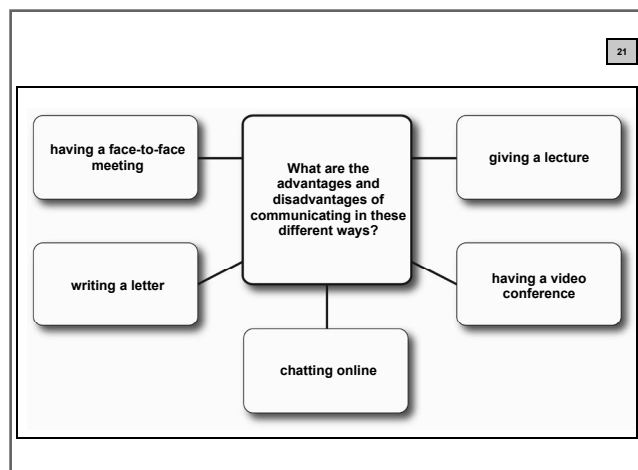 21
having a face-to-face
meeting
What are the
advantages and
disadvantages of
communicating in these
different ways?
giving a lecture
writing a letter
having a video
conference
chatting online